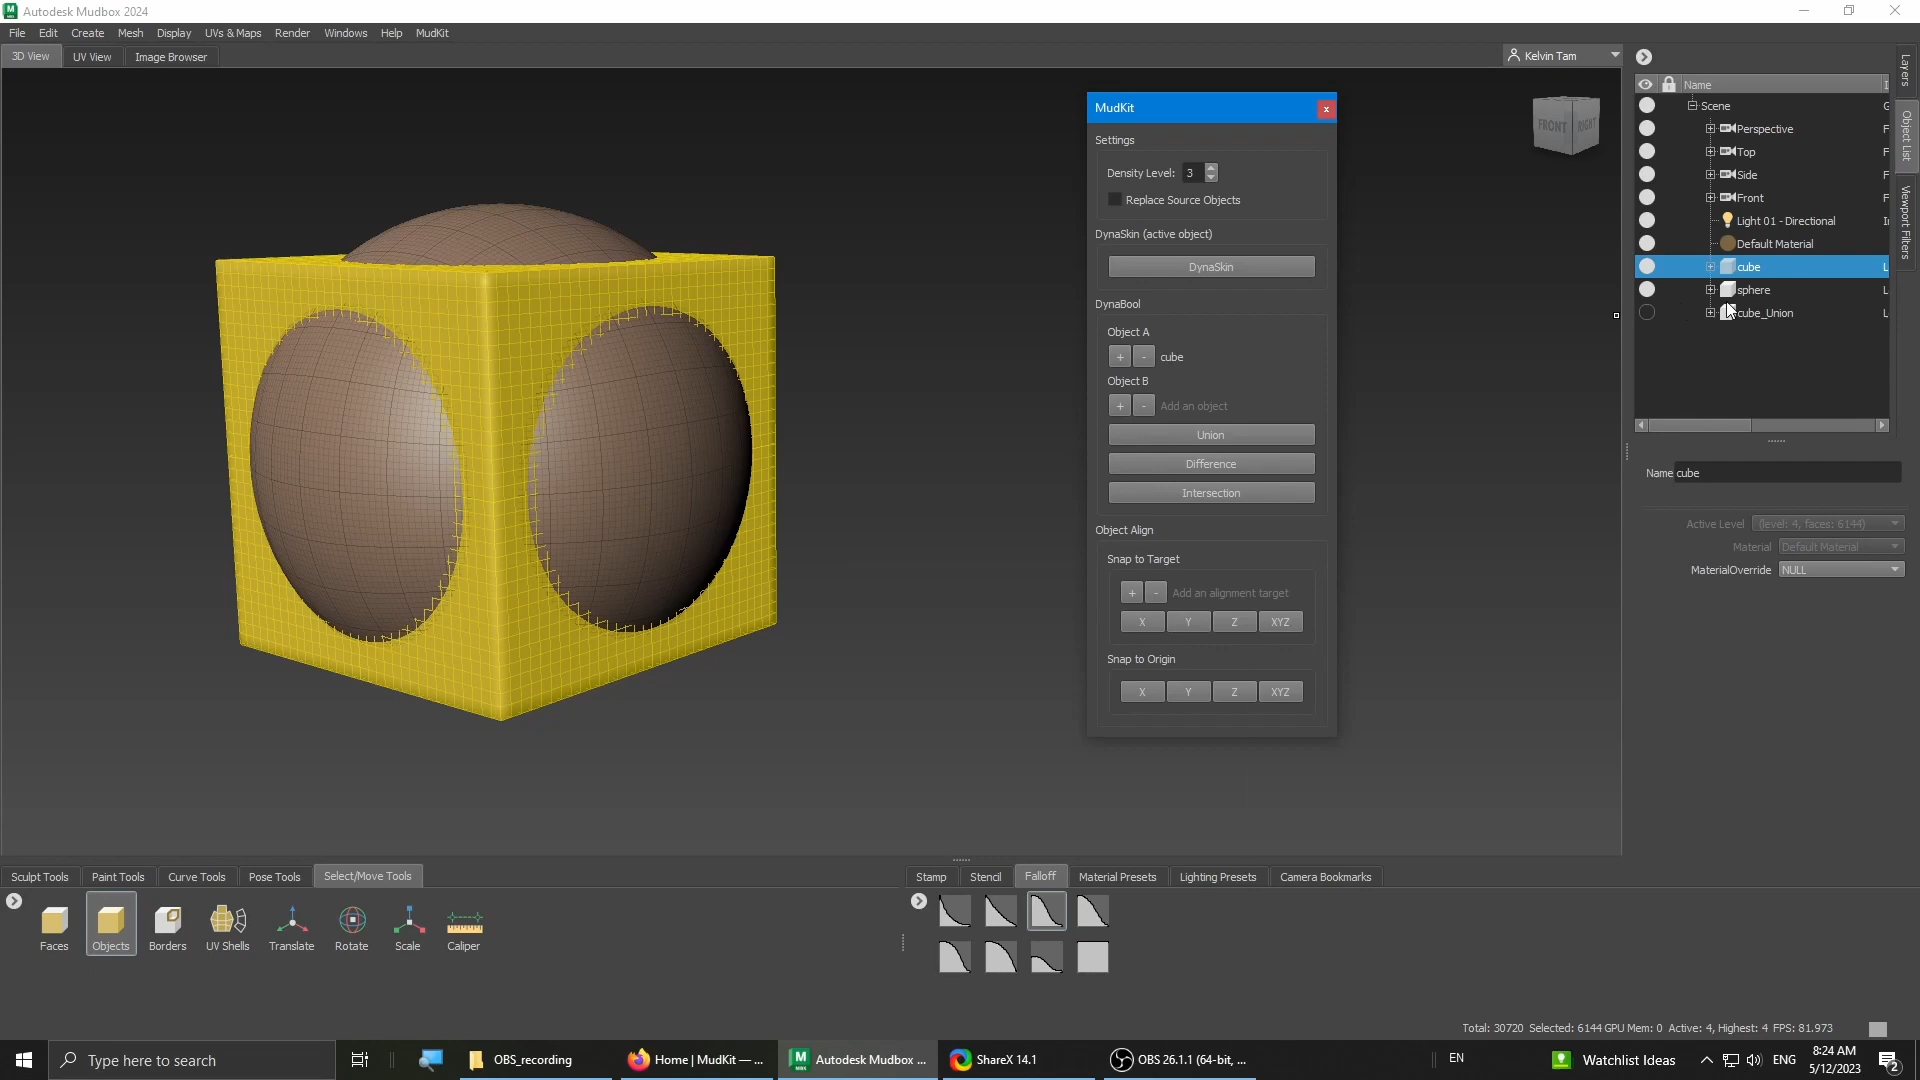 Autodesk Mudbox 2024
File Edit Create Mesh Display UVs & Maps Render Windows Help MudKit
3D View UV View Image Browser
Kelvin Tam
FRONT RIGHT
MudKit
Settings
Density Level: 3
Replace Source Objects
DynaSkin (active object)
DynaSkin
DynaBool
Object A
+ - cube
Object B
+ - Add an object
Union
Difference
Intersection
Object Align
Snap to Target
+ - Add an alignment target
X Y Z XYZ
Snap to Origin
X Y Z XYZ
Name
Scene
Perspective
Top
Side
Front
Light 01 - Directional
Default Material
cube
sphere
cube_Union
Layers
Object List
Viewport Filters
Name cube
Active Level (level: 4, faces: 6144)
Material Default Material
MaterialOverride NULL
Sculpt Tools Paint Tools Curve Tools Pose Tools Select/Move Tools
Faces Objects Borders UV Shells Translate Rotate Scale Caliper
Stamp Stencil Falloff Material Presets Lighting Presets Camera Bookmarks
Total: 30720 Selected: 6144 GPU Mem: 0 Active: 4, Highest: 4 FPS: 81.973
Type here to search
OBS_recording
Home | MudKit — ...
Autodesk Mudbox ...
ShareX 14.1
OBS 26.1.1 (64-bit, ...
EN
Watchlist Ideas
ENG
8:24 AM
5/12/2023
2